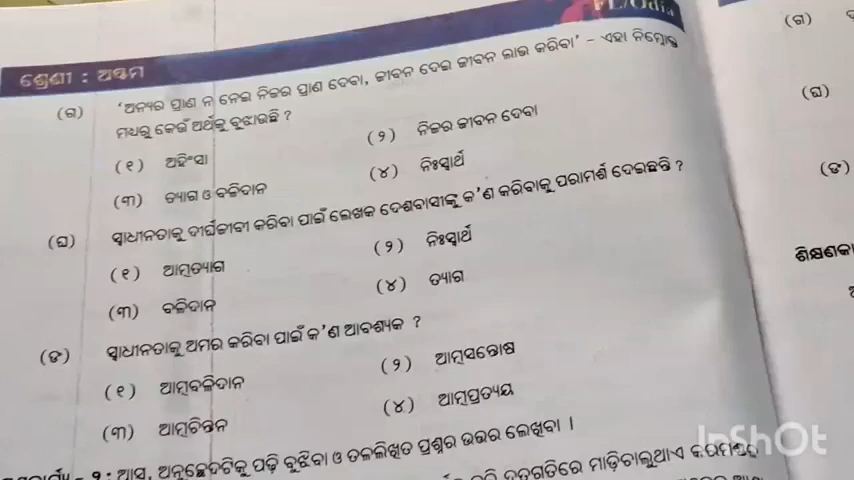 PL/Odia
ଶ୍ରେଣୀ : ଅଷ୍ଟମ
(ଗ) 'ଅନ୍ୟର ପ୍ରାଣ ନ ନେଇ ନିଜର ପ୍ରାଣ ଦେବା, ଜୀବନ ଦେଇ ଜୀବନ ଲାଭ କରିବା' – ଏହା ନିମ୍ନୋକ୍ତ
ମଧ୍ୟରୁ କେଉଁ ଅର୍ଥକୁ ବୁଝାଉଛି ?
(୧) ଅହିଂସା (୨) ନିଜର ଜୀବନ ଦେବା
(୩) ତ୍ୟାଗ ଓ ବଳିଦାନ (୪) ନିଃସ୍ୱାର୍ଥ
(ଘ) ସ୍ୱାଧୀନତାକୁ ଦୀର୍ଘଜୀବୀ କରିବା ପାଇଁ ଲେଖକ ଦେଶବାସୀଙ୍କୁ କ'ଣ କରିବାକୁ ପରାମର୍ଶ ଦେଇଛନ୍ତି ?
(୧) ଆତ୍ମତ୍ୟାଗ (୨) ନିଃସ୍ୱାର୍ଥ
(୩) ବଳିଦାନ (୪) ତ୍ୟାଗ
(ଙ) ସ୍ୱାଧୀନତାକୁ ଅମର କରିବା ପାଇଁ କ'ଣ ଆବଶ୍ୟକ ?
(୧) ଆତ୍ମବଳିଦାନ (୨) ଆତ୍ମସନ୍ତୋଷ
(୩) ଆତ୍ମଚିନ୍ତନ (୪) ଆତ୍ମପ୍ରତ୍ୟୟ
– ୨ : ଆସ, ଅନୁଚ୍ଛେଦଟିକୁ ପଢ଼ି ବୁଝିବା ଓ ତଳଲିଖିତ ପ୍ରଶ୍ନର ଉତ୍ତର ଲେଖିବା ।
ମାଡ଼ିଚାଲୁଥାଏ
(ଗ)
(ଘ)
(ଙ)
InShOt